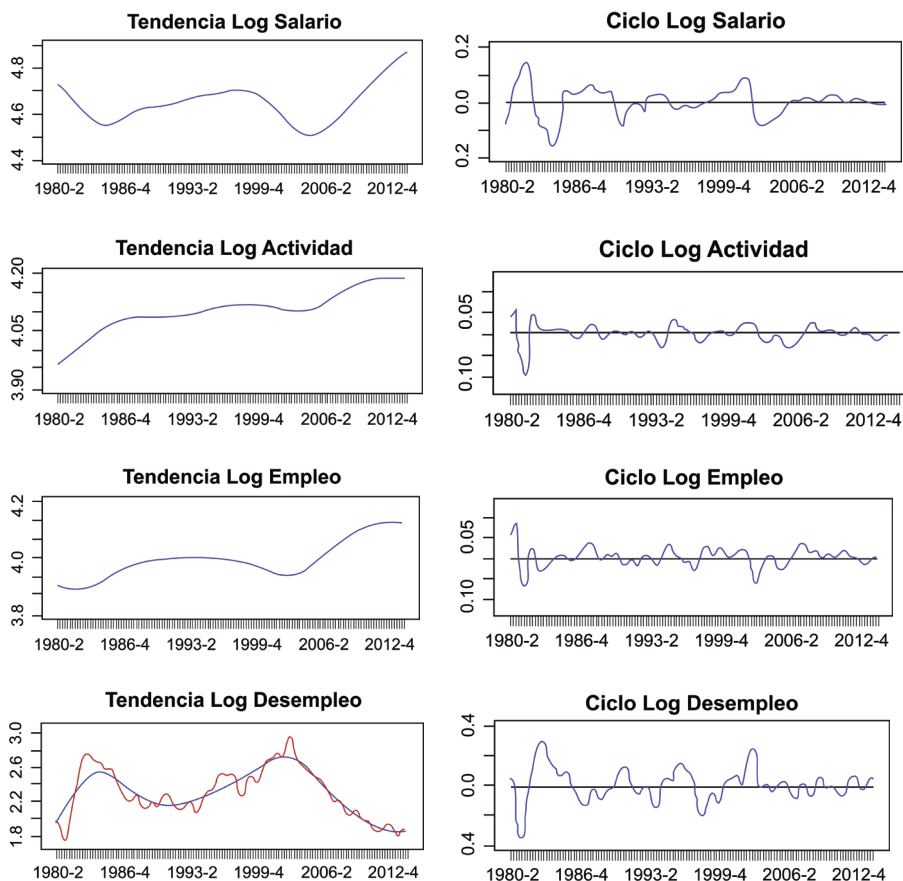 Tendencia Log Salario
4.8
4.6
4.4
1980-2 1986-4 1993-2 1999-4 2006-2 2012-4
Ciclo Log Salario
0.2
0.0
0.2
1980-2 1986-4 1993-2 1999-4 2006-2 2012-4
Tendencia Log Actividad
4.20
4.05
3.90
1980-2 1986-4 1993-2 1999-4 2006-2 2012-4
Ciclo Log Actividad
0.05
0.10
1980-2 1986-4 1993-2 1999-4 2006-2 2012-4
Tendencia Log Empleo
4.2
4.0
3.8
1980-2 1986-4 1993-2 1999-4 2006-2 2012-4
Ciclo Log Empleo
0.05
0.10
1980-2 1986-4 1993-2 1999-4 2006-2 2012-4
Tendencia Log Desempleo
3.0
2.6
2.2
1.8
1980-2 1986-4 1993-2 1999-4 2006-2 2012-4
Ciclo Log Desempleo
0.4
0.0
0.4
1980-2 1986-4 1993-2 1999-4 2006-2 2012-4